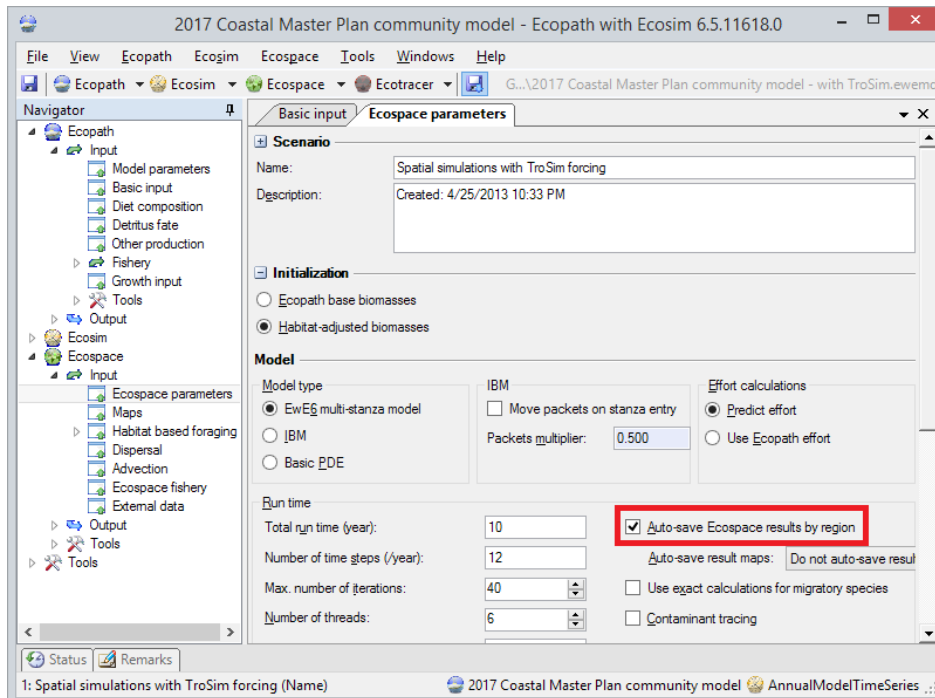 2017 Coastal Master Plan community model - Ecopath with Ecosim 6.5.11618.0
File View Ecopath Ecosim Ecospace Tools Windows Help
Ecopath Ecosim Ecospace Ecotracer G...\2017 Coastal Master Plan community model - with TroSim.ewemc
Navigator
Ecopath
Input
Model parameters
Basic input
Diet composition
Detritus fate
Other production
Fishery
Growth input
Tools
Output
Ecosim
Ecospace
Input
Ecospace parameters
Maps
Habitat based foraging
Dispersal
Advection
Ecospace fishery
External data
Output
Tools
Tools
Basic input Ecospace parameters
Scenario
Name: Spatial simulations with TroSim forcing
Description: Created: 4/25/2013 10:33 PM
Initialization
Ecopath base biomasses
Habitat-adjusted biomasses
Model
Model type IBM Effort calculations
EwE6 multi-stanza model Move packets on stanza entry Predict effort
IBM Packets multiplier: 0.500 Use Ecopath effort
Basic PDE
Run time
Total run time (year): 10 Auto-save Ecospace results by region
Number of time steps (/year): 12 Auto-save result maps: Do not auto-save resul
Max. number of iterations: 40 Use exact calculations for migratory species
Number of threads: 6 Contaminant tracing
Status Remarks
1: Spatial simulations with TroSim forcing (Name) 2017 Coastal Master Plan community model AnnualModelTimeSeries